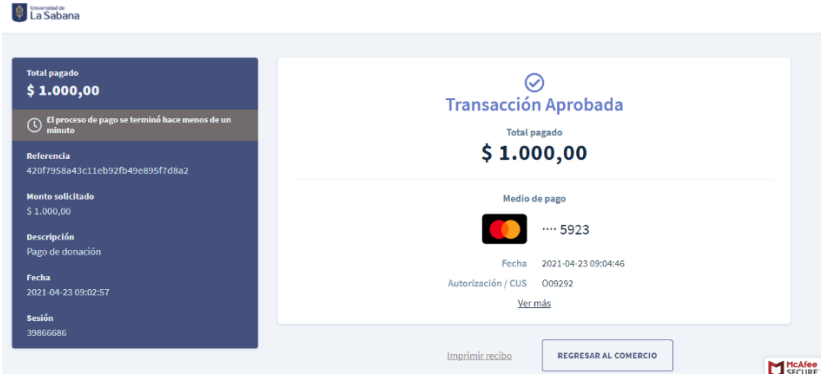 Universidad de
La Sabana
Total pagado
$ 1.000,00
El proceso de pago se terminó hace menos de un
minuto
Referencia
420f7958a43c11eb92fb49e895f7d8a2
Monto solicitado
$ 1.000,00
Descripción
Pago de donación
Fecha
2021-04-23 09:02:57
Sesión
39866686
Transacción Aprobada
Total pagado
$ 1.000,00
Medio de pago
···· 5923
Fecha 2021-04-23 09:04:46
Autorización / CUS O09292
Ver más
Imprimir recibo
REGRESAR AL COMERCIO
McAfee
SECURE